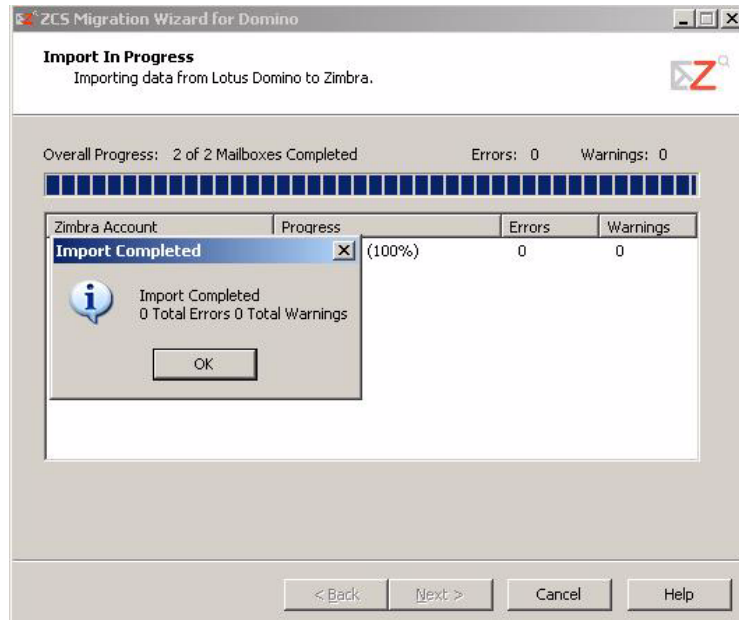 ZCS Migration Wizard for Domino
Import In Progress
Importing data from Lotus Domino to Zimbra.
Overall Progress: 2 of 2 Mailboxes Completed Errors: 0 Warnings: 0
Zimbra Account Progress Errors Warnings
(100%) 0 0
Import Completed
Import Completed
0 Total Errors 0 Total Warnings
OK
< Back Next > Cancel Help